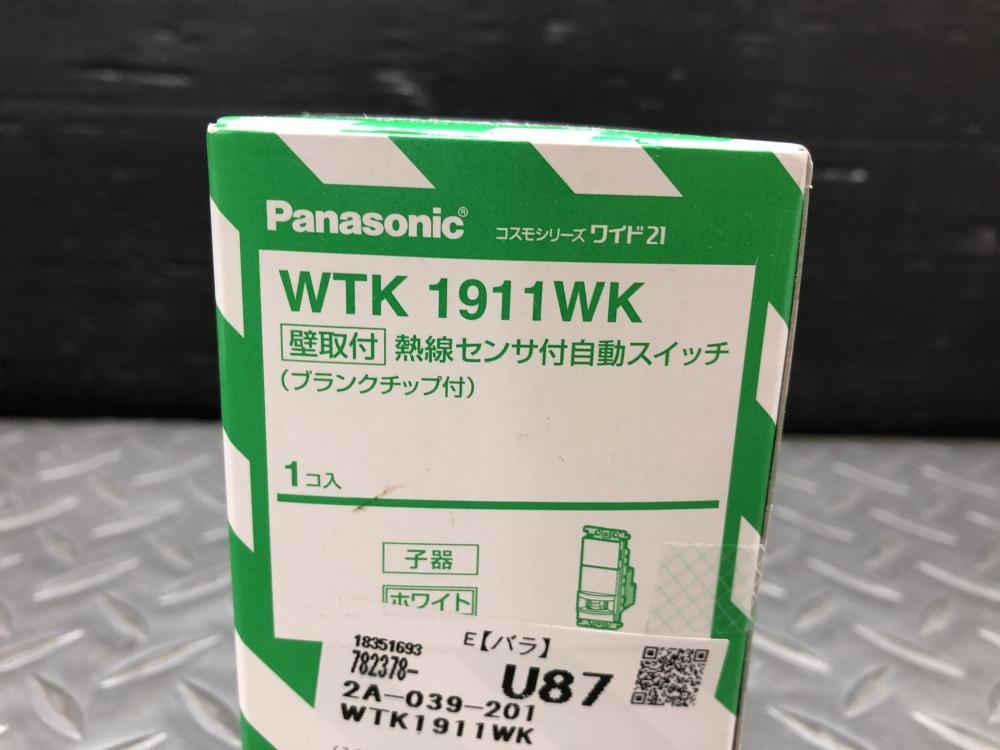 Panasonic® コスモシリーズ ワイド21
WTK 1911WK
壁取付 熱線センサ付自動スイッチ
(ブランクチップ付)
1コ入
子器
ホワイト
E【バラ】
18351693
782378-
U87
2A-039-201
WTK1911WK